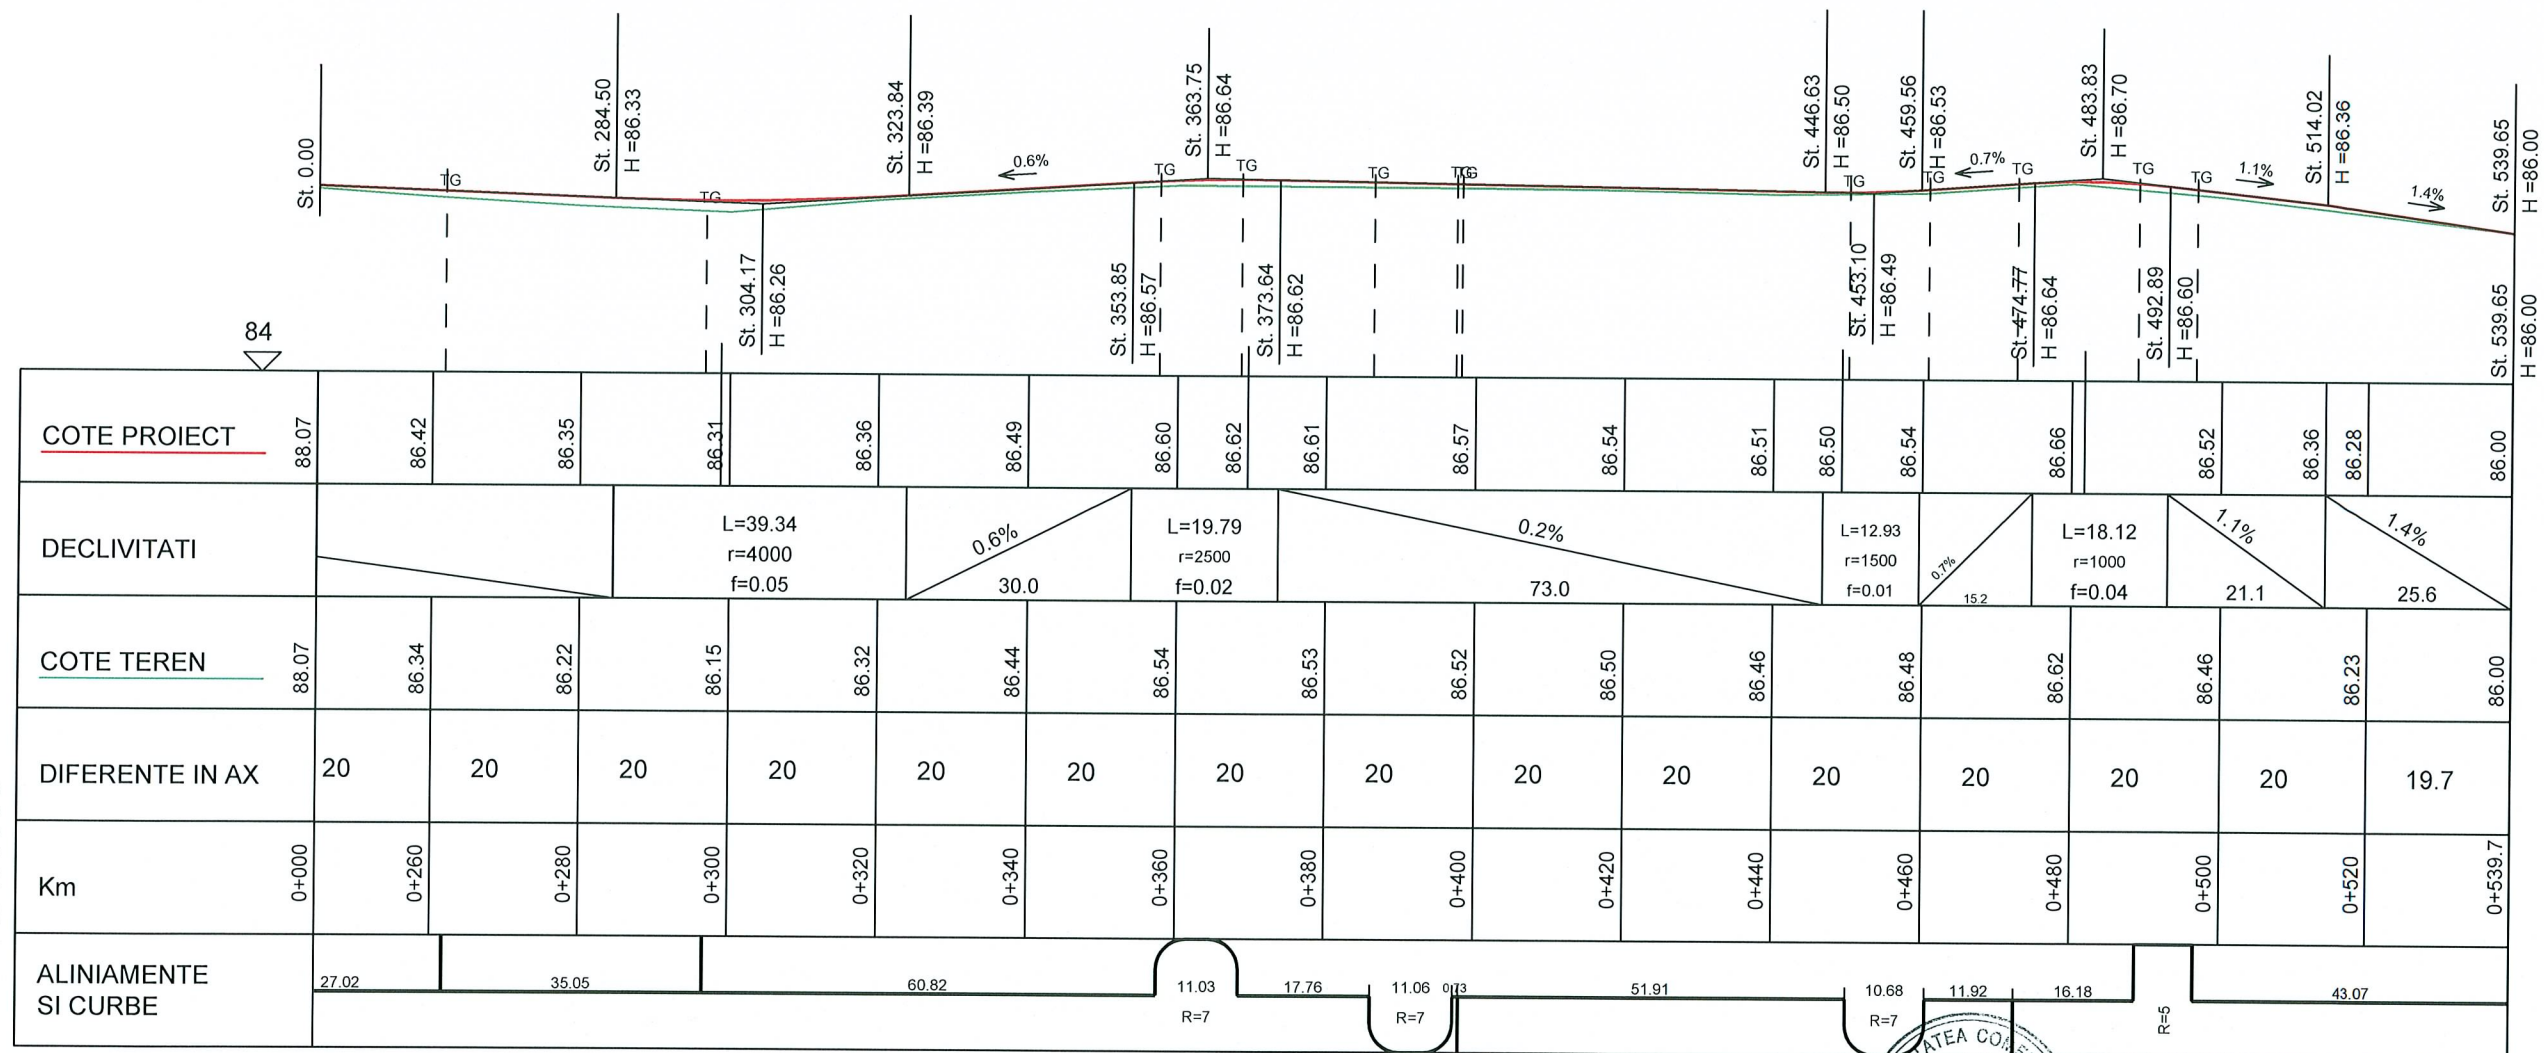 St. 0.00
St. 284.50
H =86.33
St. 323.84
H =86.39
0.6%
St. 363.75
H =86.64
St. 446.63
H =86.50
St. 459.56
H =86.53
0.7%
St. 483.83
H =86.70
1.1%
St. 514.02
H =86.36
1.4%
St. 539.65
H =86.00
TG
TG
TG
TG
TG
TG
TG
TG
TG
TG
TG
TG
St. 304.17
H =86.26
St. 353.85
H =86.57
St. 373.64
H =86.62
St. 453.10
H =86.49
St. 474.77
H =86.64
St. 492.89
H =86.60
St. 539.65
H =86.00
84
COTE PROIECT
88.07 86.42 86.35 86.31 86.36 86.49 86.60 86.62 86.61 86.57 86.54 86.51 86.50 86.54 86.66 86.52 86.36 86.28 86.00
DECLIVITATI
L=39.34
r=4000
f=0.05
0.6%
30.0
L=19.79
r=2500
f=0.02
0.2%
73.0
L=12.93
r=1500
f=0.01
0.7%
15.2
L=18.12
r=1000
f=0.04
1.1%
21.1
1.4%
25.6
COTE TEREN
88.07 86.34 86.22 86.15 86.32 86.44 86.54 86.53 86.52 86.50 86.46 86.48 86.62 86.46 86.23 86.00
DIFERENTE IN AX
20 20 20 20 20 20 20 20 20 20 20 20 20 20 19.7
Km
0+000 0+260 0+280 0+300 0+320 0+340 0+360 0+380 0+400 0+420 0+440 0+460 0+480 0+500 0+520 0+539.7
ALINIAMENTE
SI CURBE
27.02 35.05 60.82 11.03 17.76 11.06 0.73 51.91 10.68 11.92 16.18 43.07
R=7 R=7 R=7 R=5